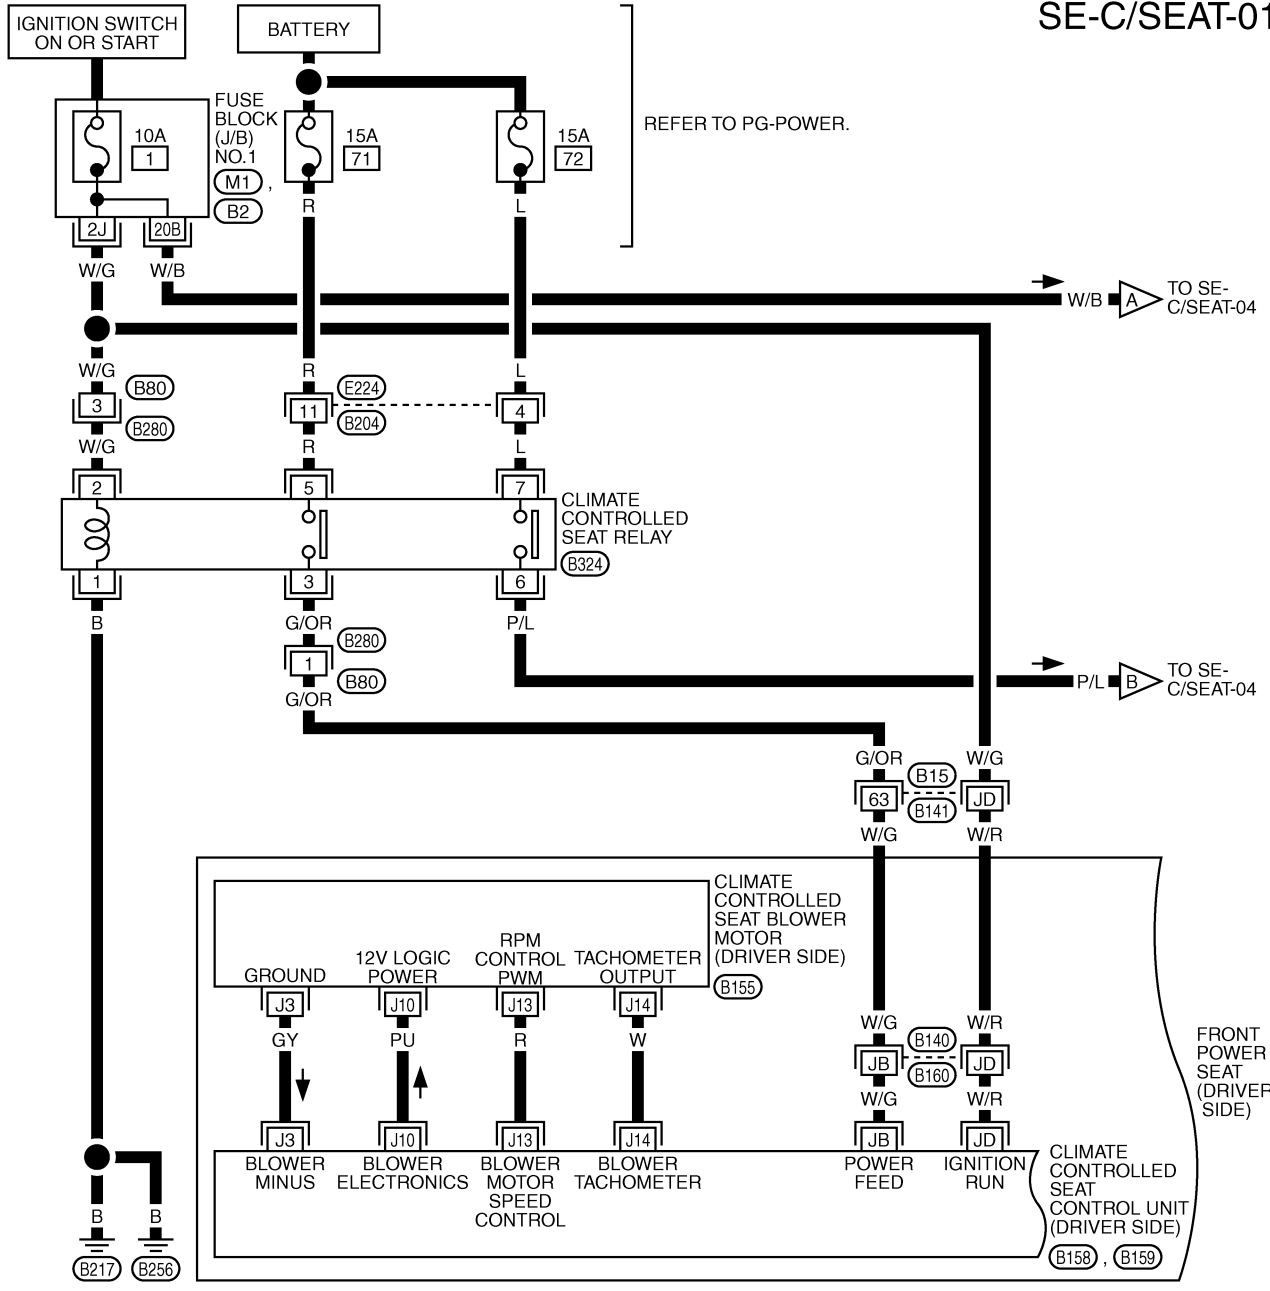 SE-C/SEAT-01
IGNITION SWITCH
ON OR START
BATTERY
REFER TO PG-POWER.
FUSE
BLOCK
(J/B)
NO.1
M1 ,
B2
10A
1
15A
71
15A
72
2J
20B
R
L
W/G
W/B
W/B
A
TO SE-
C/SEAT-04
W/G
R
L
B80
E224
3
11
4
B280
B204
W/G
R
L
2
5
7
CLIMATE
CONTROLLED
SEAT RELAY
B324
1
3
6
B
G/OR
P/L
B280
1
B80
G/OR
P/L
B
TO SE-
C/SEAT-04
G/OR
W/G
B15
63
JD
B141
W/G
W/R
CLIMATE
CONTROLLED
SEAT BLOWER
MOTOR
(DRIVER SIDE)
B155
GROUND
12V LOGIC
POWER
RPM
CONTROL
PWM
TACHOMETER
OUTPUT
J3
J10
J13
J14
GY
PU
R
W
W/G
W/R
B140
JB
JD
B160
W/G
W/R
FRONT
POWER
SEAT
(DRIVER
SIDE)
J3
J10
J13
J14
JB
JD
BLOWER
MINUS
BLOWER
ELECTRONICS
BLOWER
MOTOR
SPEED
CONTROL
BLOWER
TACHOMETER
POWER
FEED
IGNITION
RUN
CLIMATE
CONTROLLED
SEAT
CONTROL UNIT
(DRIVER SIDE)
B158 , B159
B
B
B217
B256